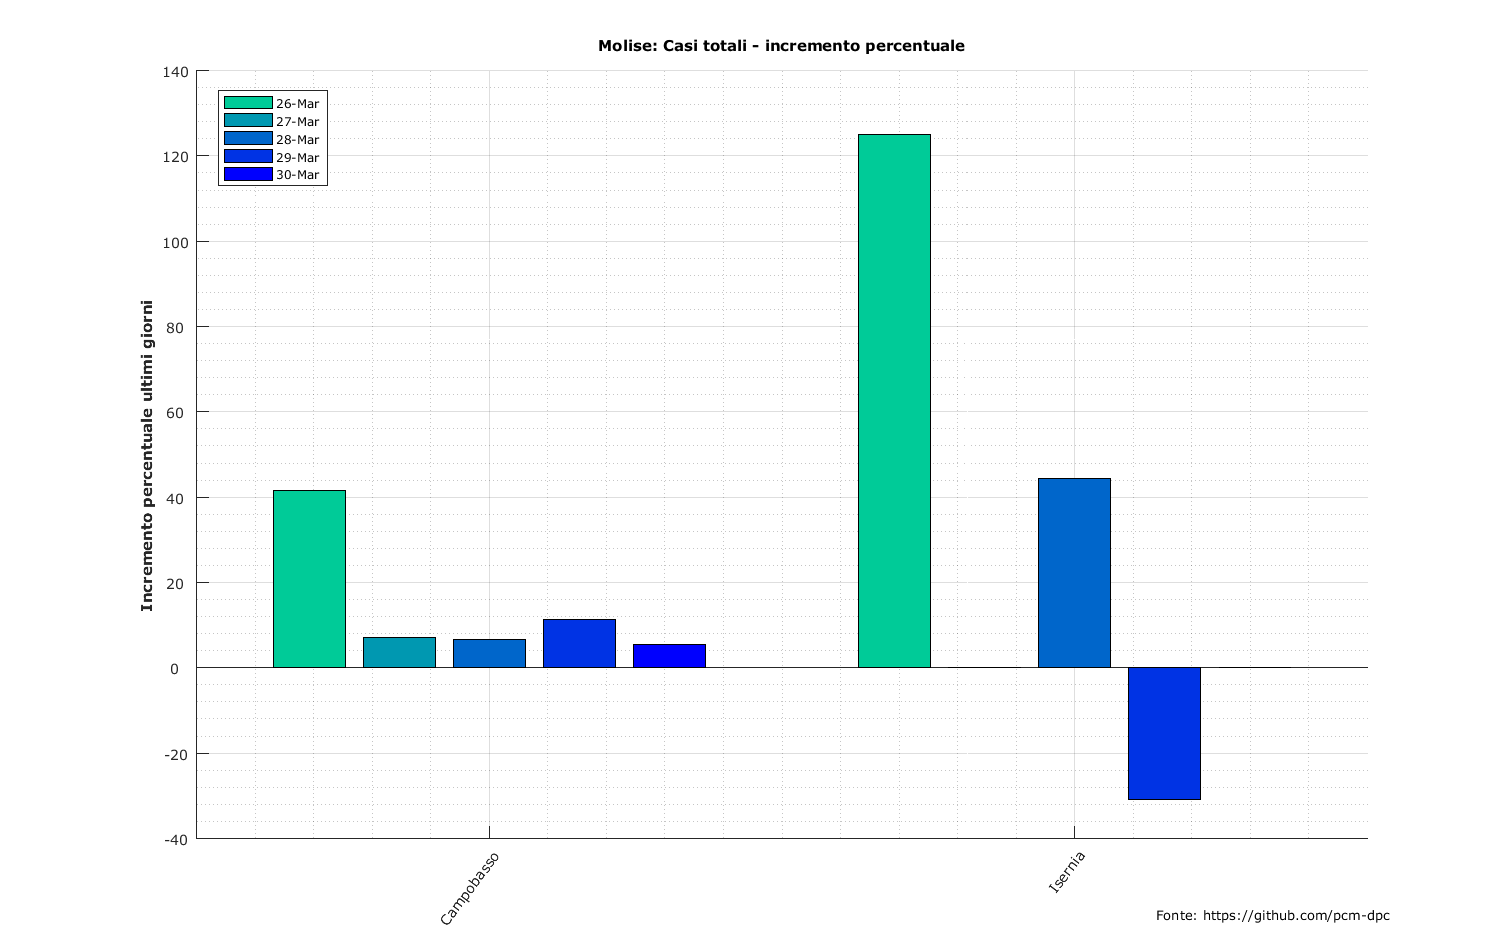 Molise: Casi totali - incremento percentuale
140
120
100
80
60
40
20
0
-20
-40
Incremento percentuale ultimi giorni
26-Mar
27-Mar
28-Mar
29-Mar
30-Mar
Campobasso
Isernia
Fonte: https://github.com/pcm-dpc